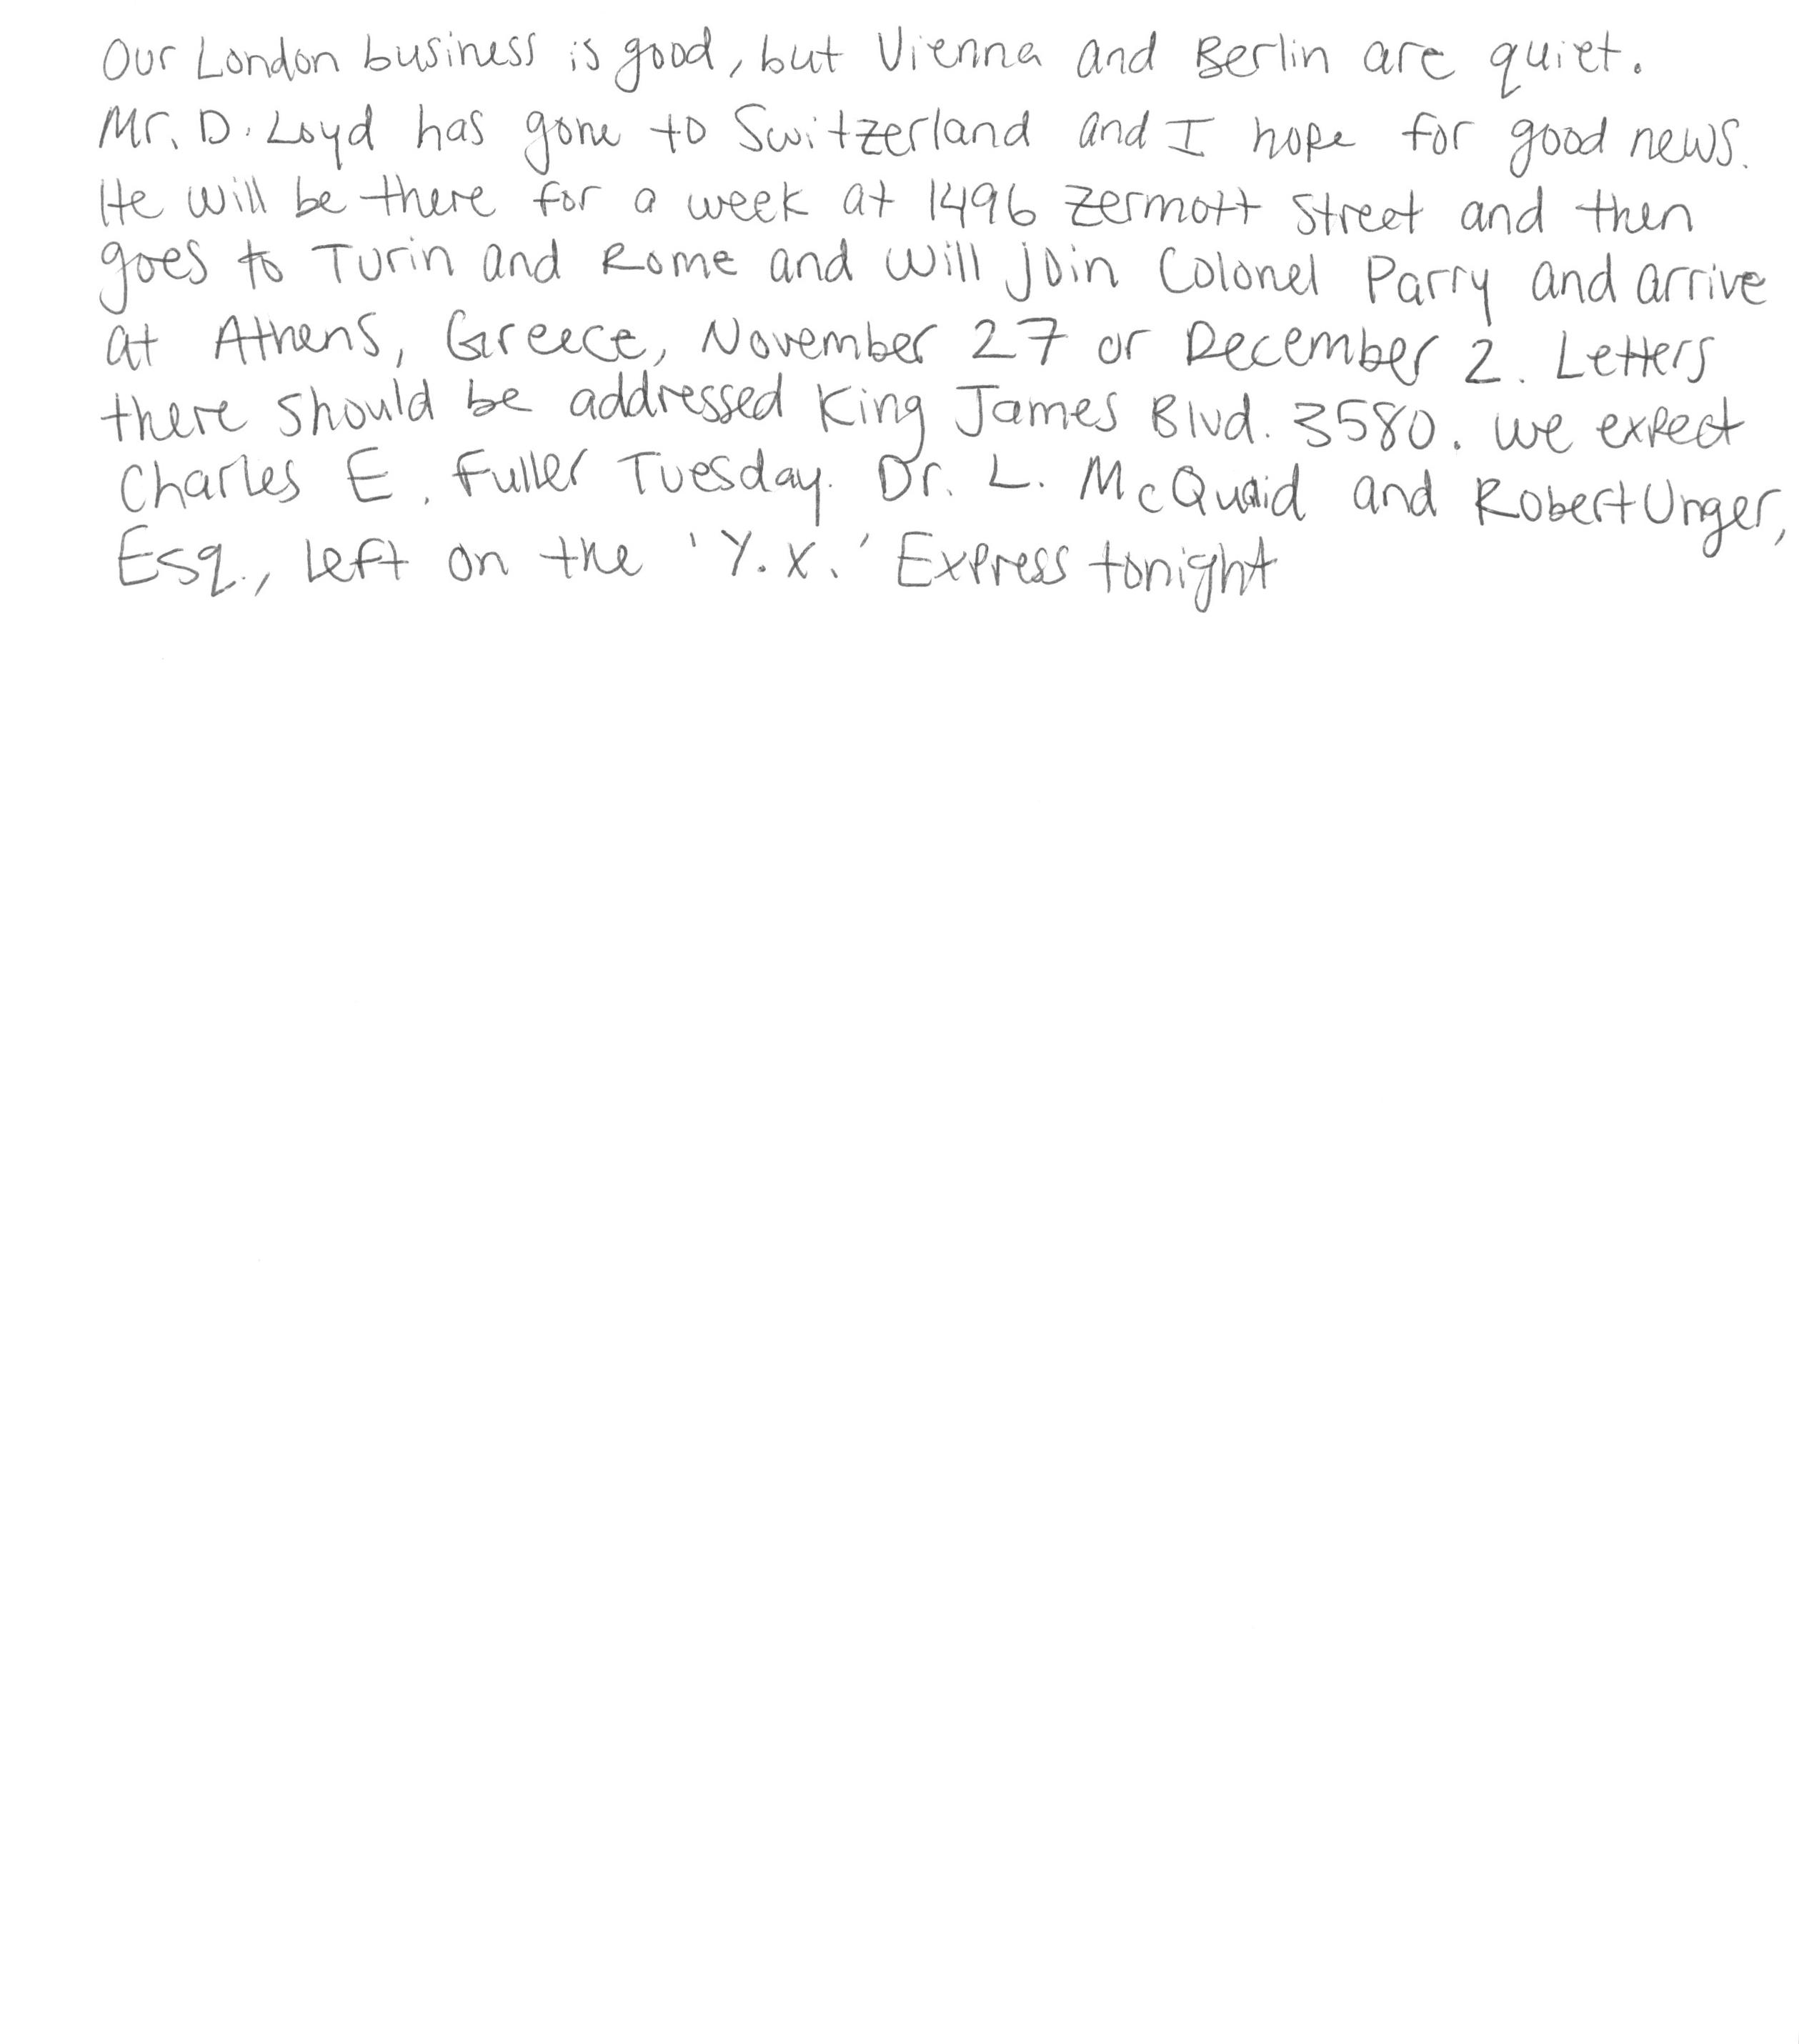 Our London business is good, but Vienna and Berlin are quiet.
Mr. D. Loyd has gone to Switzerland and I hope for good news.
He will be there for a week at 1496 Zermott Street and then
goes to Turin and Rome and will join Colonel Parry and arrive
at Athens, Greece, November 27 or December 2. Letters
there should be addressed King James Blvd. 3580. We expect
Charles E. Fuller Tuesday. Dr. L. McQuaid and Robert Unger,
Esq., left on the 'Y.X.' Express tonight